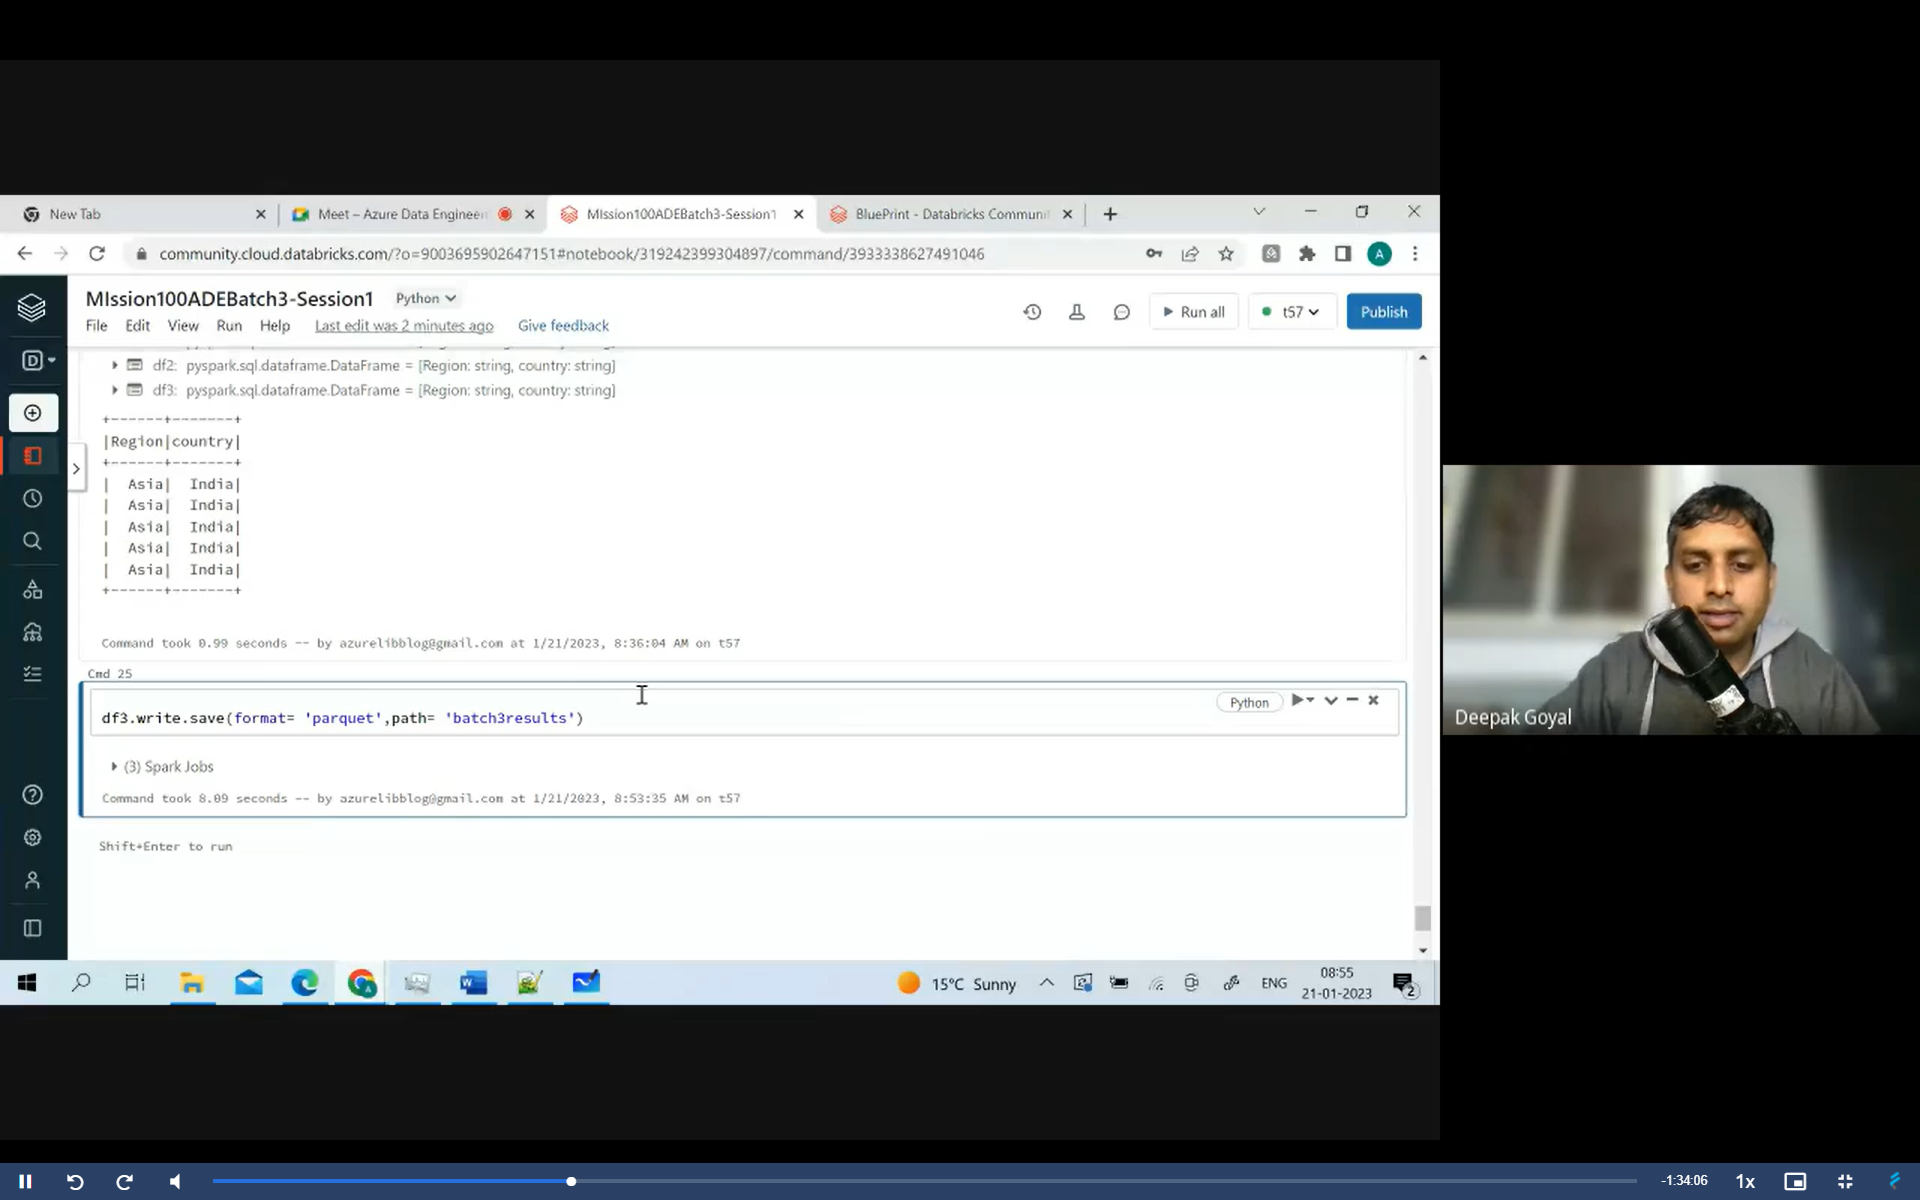 New Tab
Meet – Azure Data Engineer
MIssion100ADEBatch3-Session1
BluePrint - Databricks Communi
community.cloud.databricks.com/?o=9003695902647151#notebook/319242399304897/command/3933338627491046
A
MIssion100ADEBatch3-Session1
Python
File Edit View Run Help Last edit was 2 minutes ago Give feedback
Run all
t57
Publish
D
df2: pyspark.sql.dataframe.DataFrame = [Region: string, country: string]
df3: pyspark.sql.dataframe.DataFrame = [Region: string, country: string]
+------+-------+
|Region|country|
+------+-------+
| Asia| India|
| Asia| India|
| Asia| India|
| Asia| India|
| Asia| India|
+------+-------+
Command took 0.99 seconds -- by azurelibblog@gmail.com at 1/21/2023, 8:36:04 AM on t57
Cmd 25
Python
df3.write.save(format= 'parquet',path= 'batch3results')
(3) Spark Jobs
Command took 8.09 seconds -- by azurelibblog@gmail.com at 1/21/2023, 8:53:35 AM on t57
Shift+Enter to run
Deepak Goyal
15°C Sunny
ENG
08:55
21-01-2023
2
-1:34:06
1x